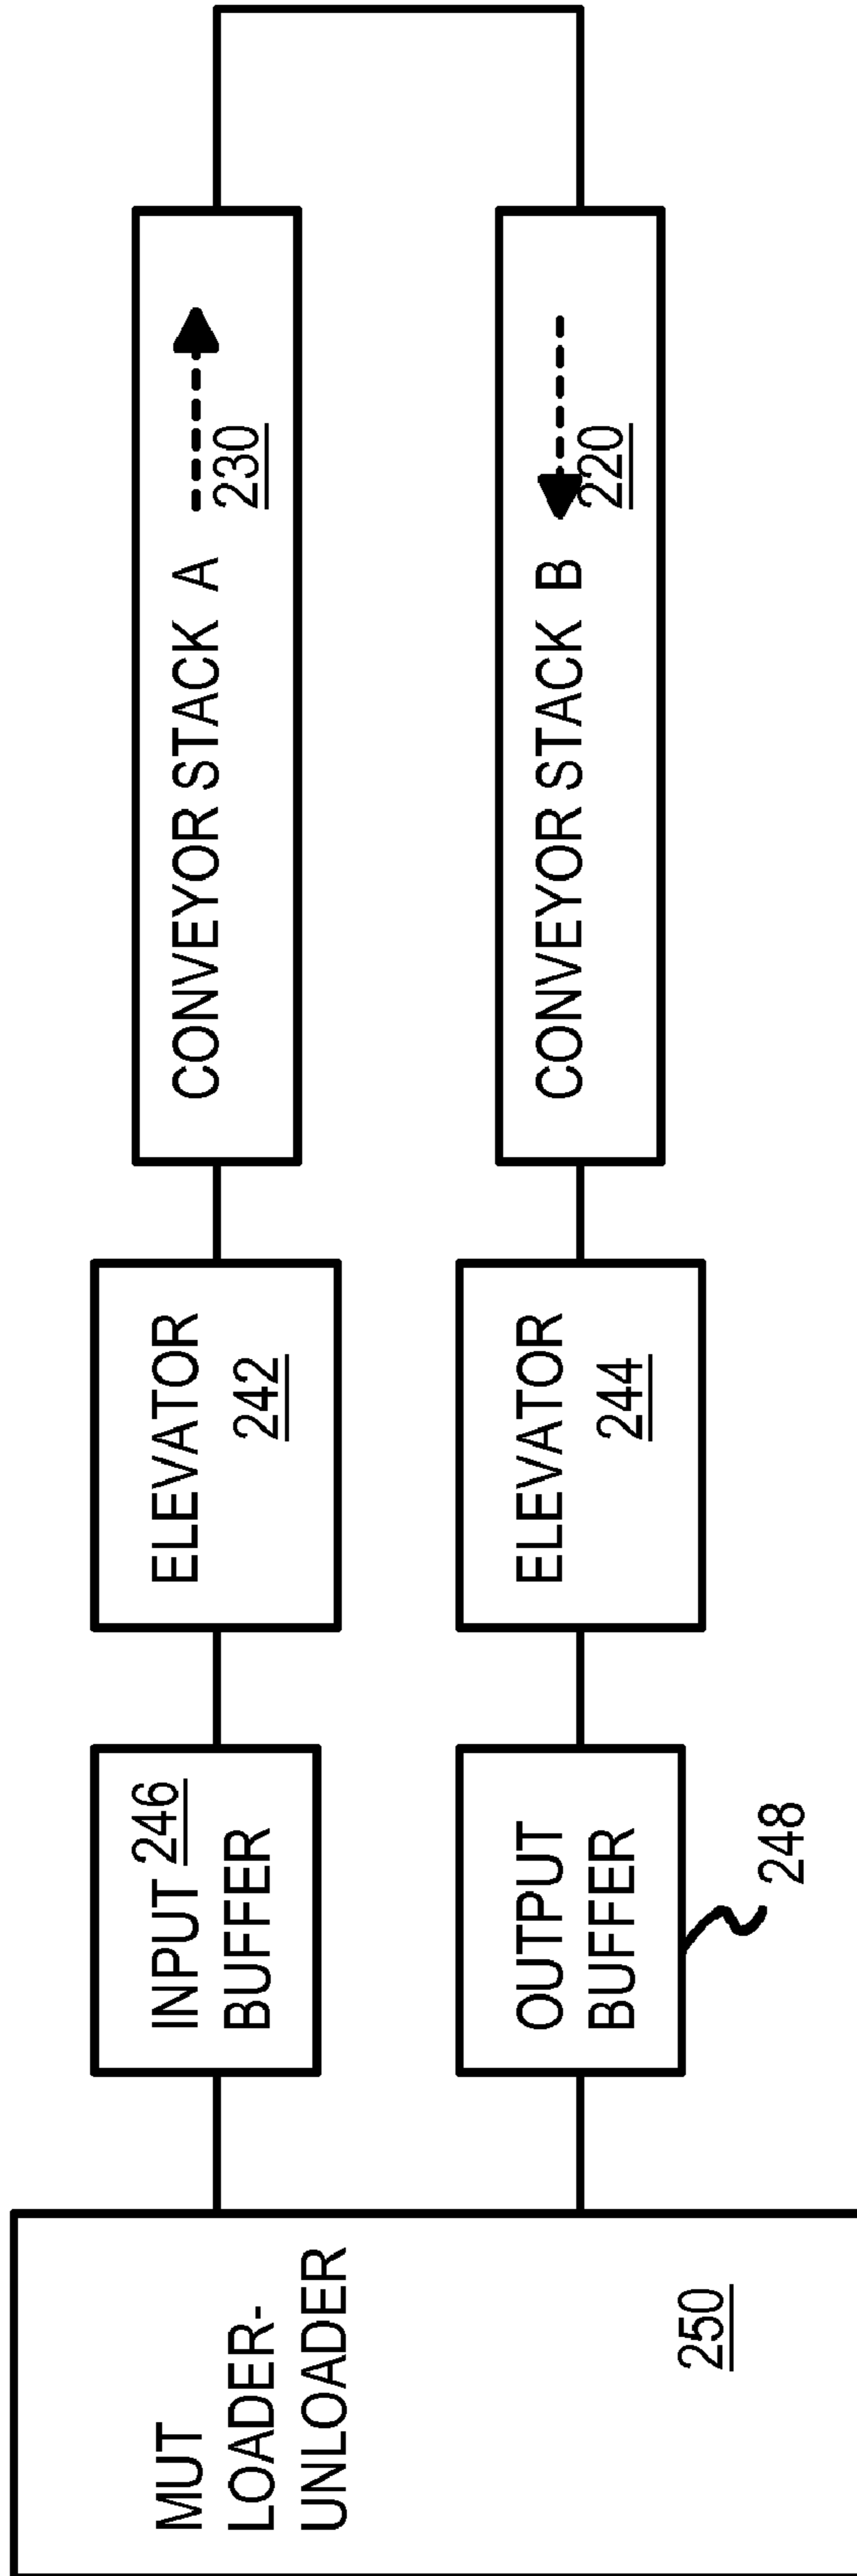 MUT
LOADER-
UNLOADER
250
INPUT 246
BUFFER
ELEVATOR
242
CONVEYOR STACK A
230
OUTPUT
BUFFER
248
ELEVATOR
244
CONVEYOR STACK B
220